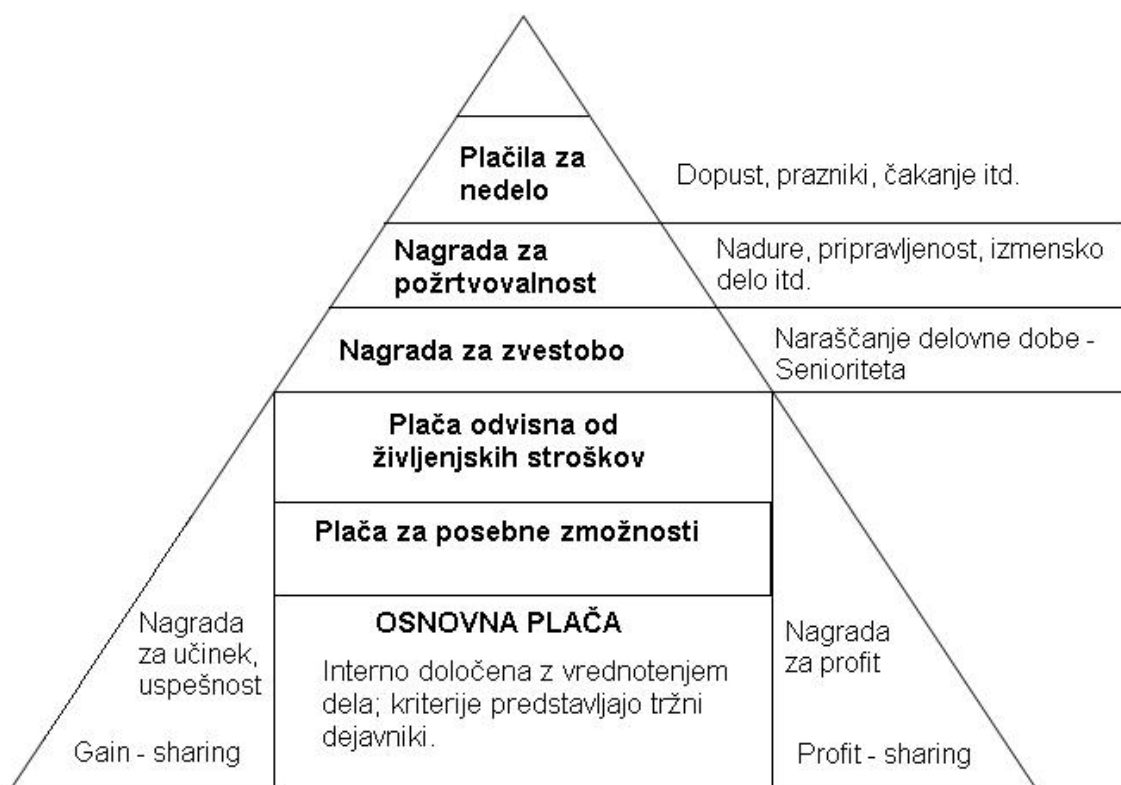 Plačila za
nedelo
Dopust, prazniki, čakanje itd.
Nagrada za
požrtvovalnost
Nadure, pripravljenost, izmensko
delo itd.
Nagrada za zvestobo
Naraščanje delovne dobe -
Senioriteta
Plača odvisna od
življenjskih stroškov
Plača za posebne zmožnosti
Nagrada
za učinek,
uspešnost
Gain - sharing
OSNOVNA PLAČA
Interno določena z vrednotenjem
dela; kriterije predstavljajo tržni
dejavniki.
Nagrada
za profit
Profit - sharing